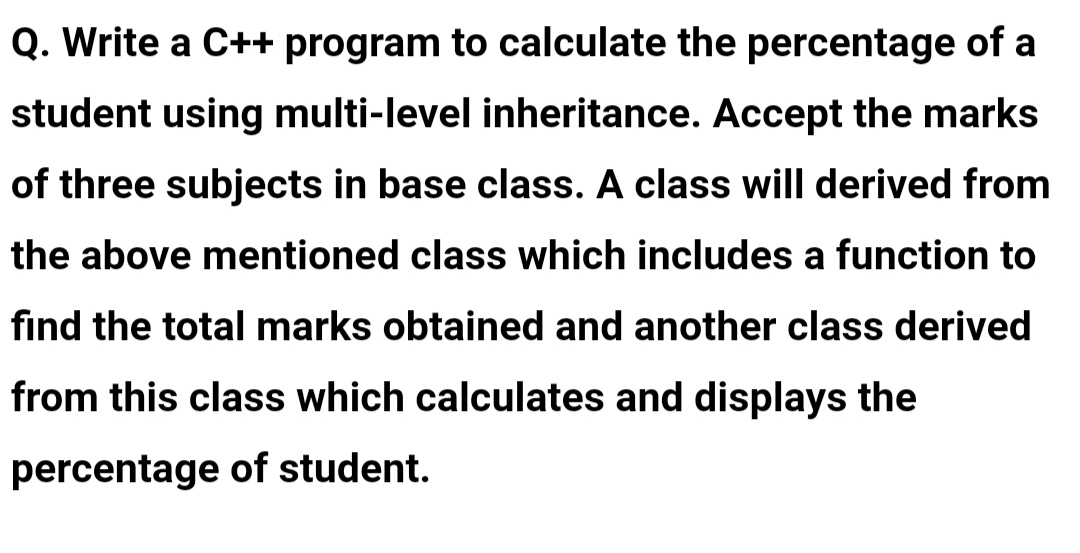 Q. Write a C++ program to calculate the percentage of a
student using multi-level inheritance. Accept the marks
of three subjects in base class. A class will derived from
the above mentioned class which includes a function to
find the total marks obtained and another class derived
from this class which calculates and displays the
percentage of student.